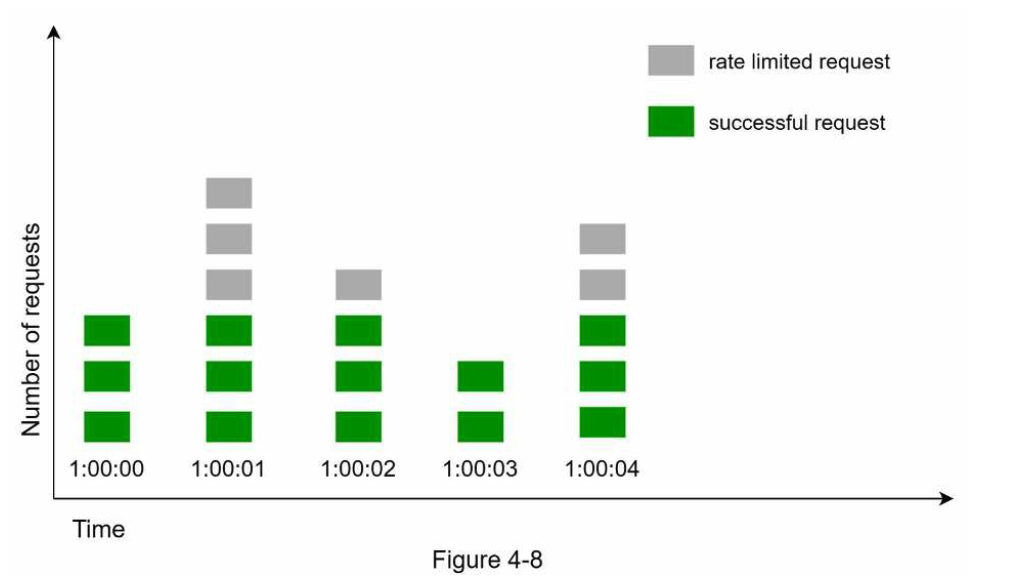 rate limited request
successful request
Number of requests
1:00:00 1:00:01 1:00:02 1:00:03 1:00:04
Time
Figure 4-8